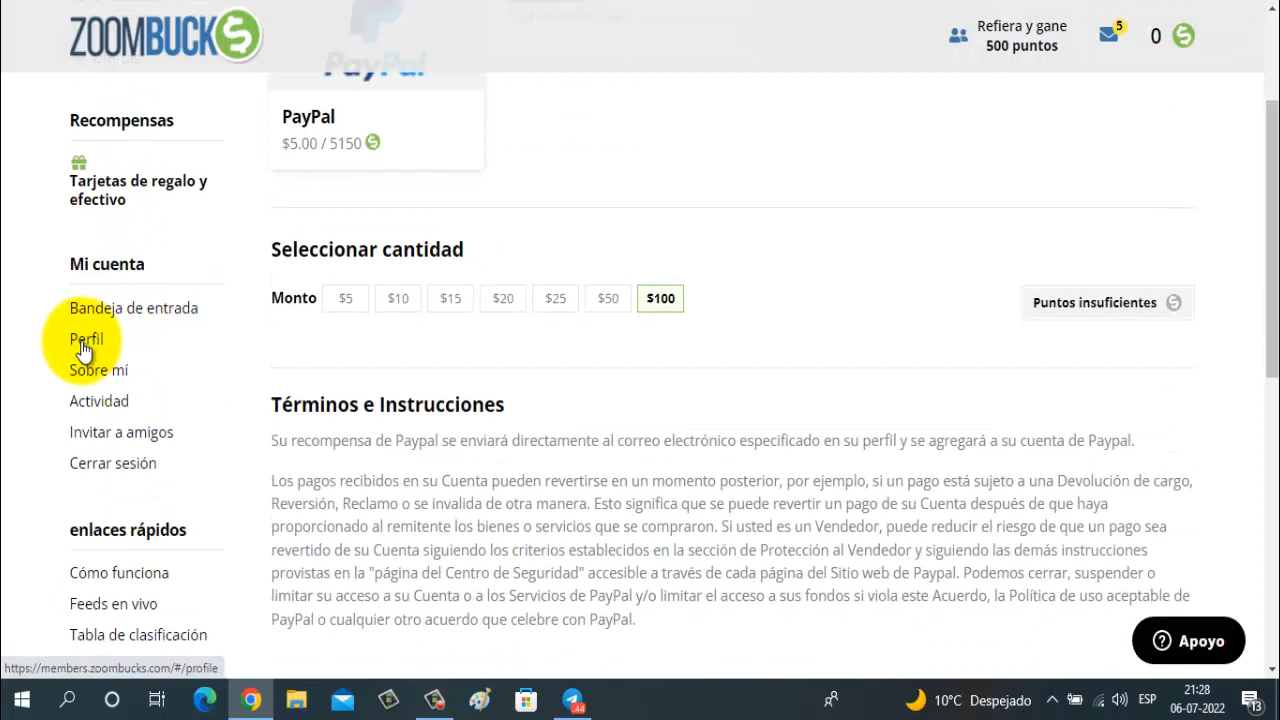 ZOOMBUCK$
Refiera y gane
500 puntos
5
0
PayPal
Recompensas
Tarjetas de regalo y
efectivo
Mi cuenta
Bandeja de entrada
Perfil
Sobre mí
Actividad
Invitar a amigos
Cerrar sesión
enlaces rápidos
Cómo funciona
Feeds en vivo
Tabla de clasificación
PayPal
$5.00 / 5150
Seleccionar cantidad
Monto $5 $10 $15 $20 $25 $50 $100
Puntos insuficientes
Términos e Instrucciones
Su recompensa de Paypal se enviará directamente al correo electrónico especificado en su perfil y se agregará a su cuenta de Paypal.
Los pagos recibidos en su Cuenta pueden revertirse en un momento posterior, por ejemplo, si un pago está sujeto a una Devolución de cargo,
Reversión, Reclamo o se invalida de otra manera. Esto significa que se puede revertir un pago de su Cuenta después de que haya
proporcionado al remitente los bienes o servicios que se compraron. Si usted es un Vendedor, puede reducir el riesgo de que un pago sea
revertido de su Cuenta siguiendo los criterios establecidos en la sección de Protección al Vendedor y siguiendo las demás instrucciones
provistas en la "página del Centro de Seguridad" accesible a través de cada página del Sitio web de Paypal. Podemos cerrar, suspender o
limitar su acceso a su Cuenta o a los Servicios de PayPal y/o limitar el acceso a sus fondos si viola este Acuerdo, la Política de uso aceptable de
PayPal o cualquier otro acuerdo que celebre con PayPal.
Apoyo
https://members.zoombucks.com/#/profile
44
10°C Despejado
ESP
21:28
06-07-2022
13